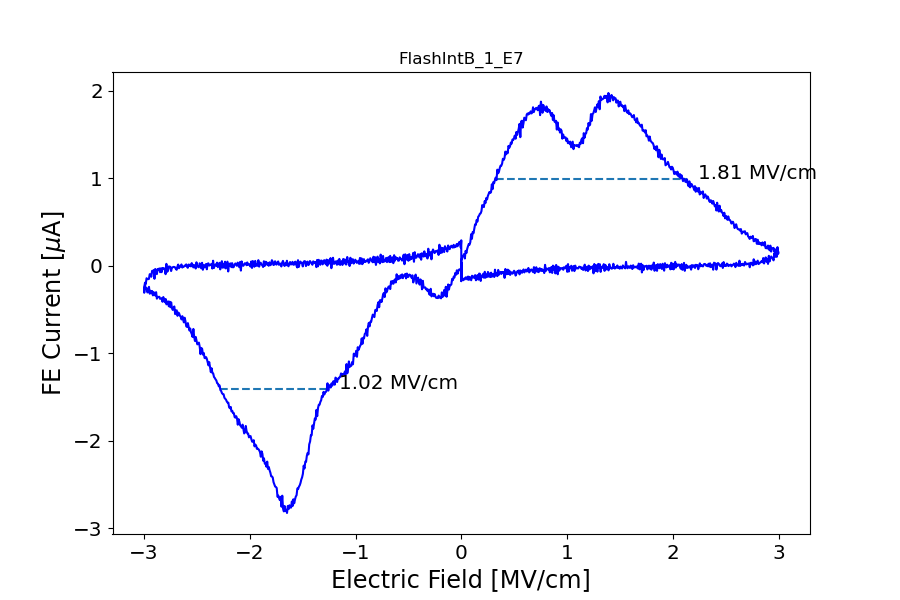 FlashIntB_1_E7
2
1
0
−1
−2
−3
FE Current [μA]
1.81 MV/cm
1.02 MV/cm
−3 −2 −1 0 1 2 3
Electric Field [MV/cm]